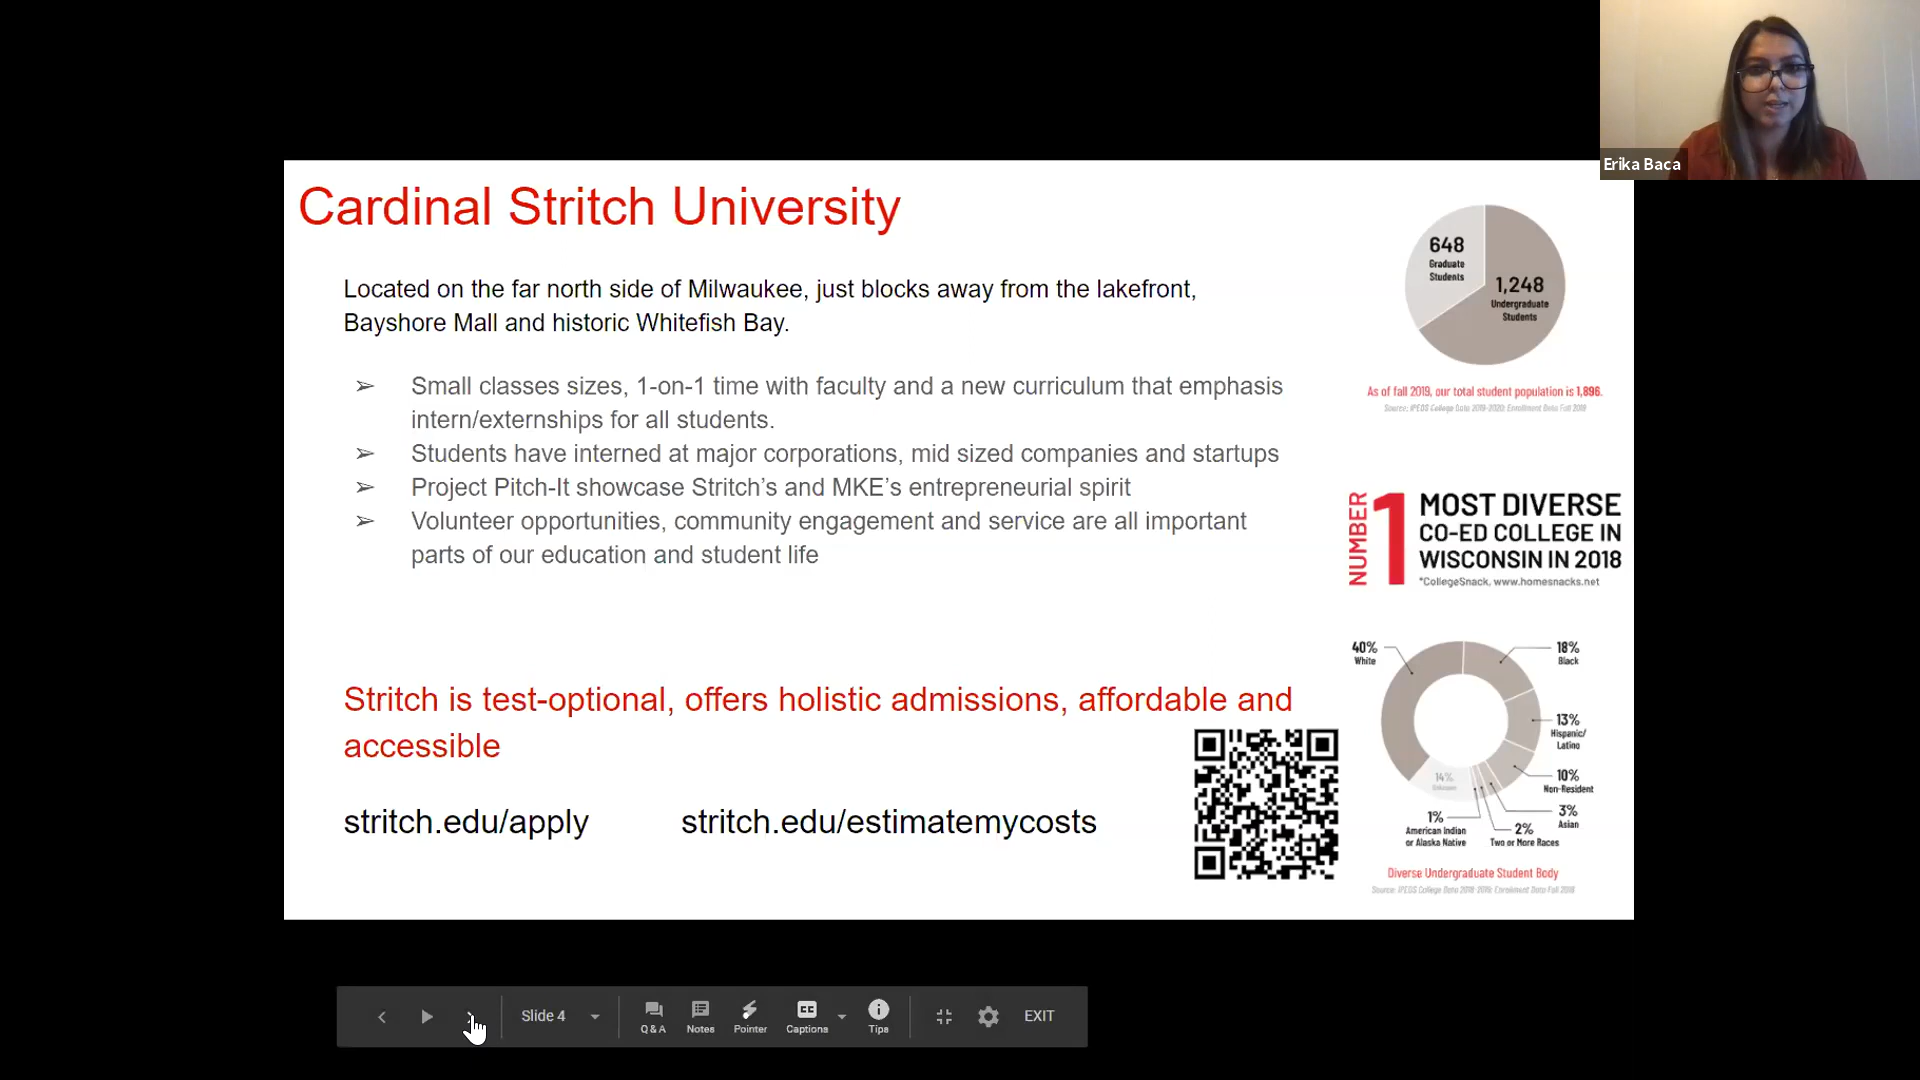 Erika Baca
Cardinal Stritch University
Located on the far north side of Milwaukee, just blocks away from the lakefront,
Bayshore Mall and historic Whitefish Bay.
➢ Small classes sizes, 1-on-1 time with faculty and a new curriculum that emphasis
intern/externships for all students.
➢ Students have interned at major corporations, mid sized companies and startups
➢ Project Pitch-It showcase Stritch’s and MKE’s entrepreneurial spirit
➢ Volunteer opportunities, community engagement and service are all important
parts of our education and student life
Stritch is test-optional, offers holistic admissions, affordable and
accessible
stritch.edu/apply
stritch.edu/estimatemycosts
648
Graduate
Students
1,248
Undergraduate
Students
As of fall 2019, our total student population is 1,896.
Source: IPEDS College Data 2019-2020: Enrollment Data Fall 2019
NUMBER
1
MOST DIVERSE
CO-ED COLLEGE IN
WISCONSIN IN 2018
*CollegeSnack, www.homesnacks.net
40%
White
18%
Black
13%
Hispanic/
Latino
10%
Non-Resident
3%
Asian
2%
Two or More Races
1%
American Indian
or Alaska Native
14%
Unknown
Diverse Undergraduate Student Body
Source: IPEDS College Data 2018-2019: Enrollment Data Fall 2018
Slide 4
Q & A
Notes
Pointer
CC
Captions
Tips
EXIT